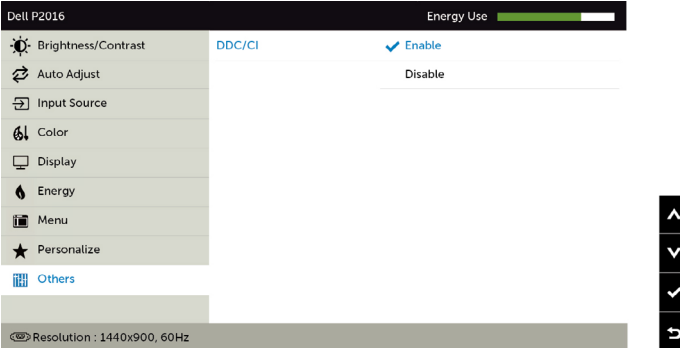 Dell P2016 Energy Use
Brightness/Contrast DDC/CI Enable
Auto Adjust Disable
Input Source
Color
Display
Energy
Menu
Personalize
Others
Resolution : 1440x900, 60Hz